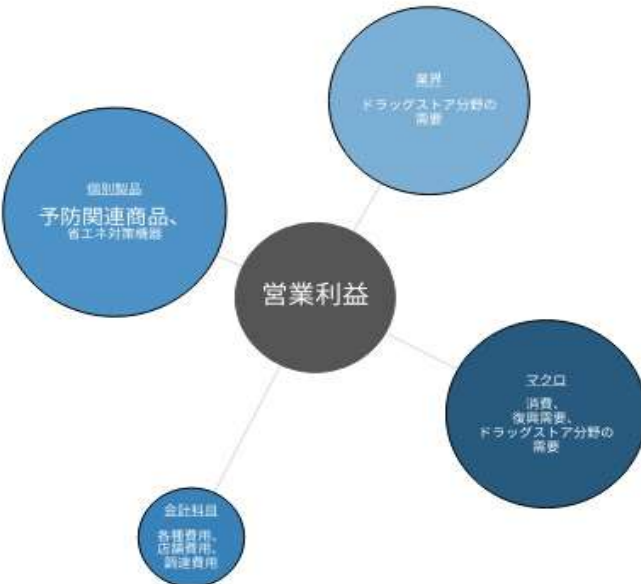 業界
ドラッグストア分野の
需要
個別製品
予防関連商品、
省エネ対策機器
営業利益
マクロ
消費、
復興需要、
ドラッグストア分野の
需要
会計科目
各種費用、
店舗費用、
調達費用